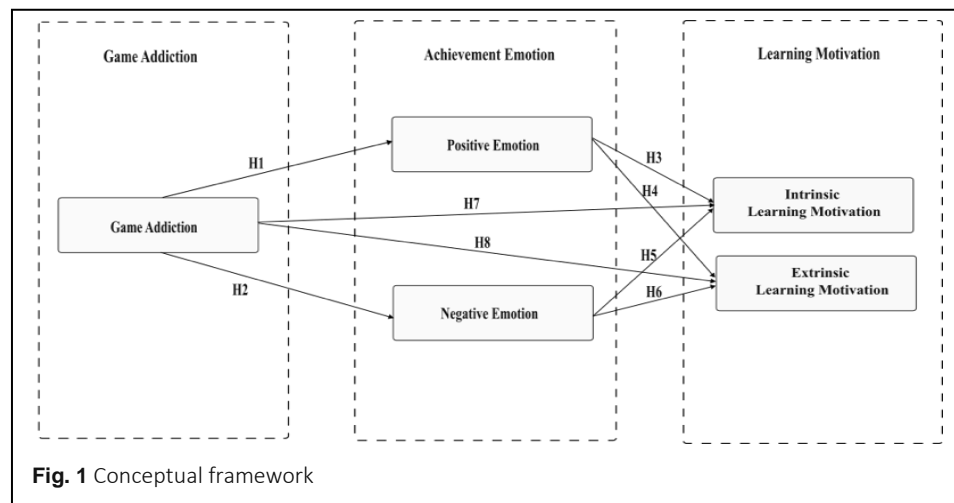 Game Addiction
Achievement Emotion
Learning Motivation
Positive Emotion
H1
H3
H4
Intrinsic
Learning Motivation
H7
Game Addiction
H8
H5
Extrinsic
Learning Motivation
H2
H6
Negative Emotion
Fig. 1 Conceptual framework